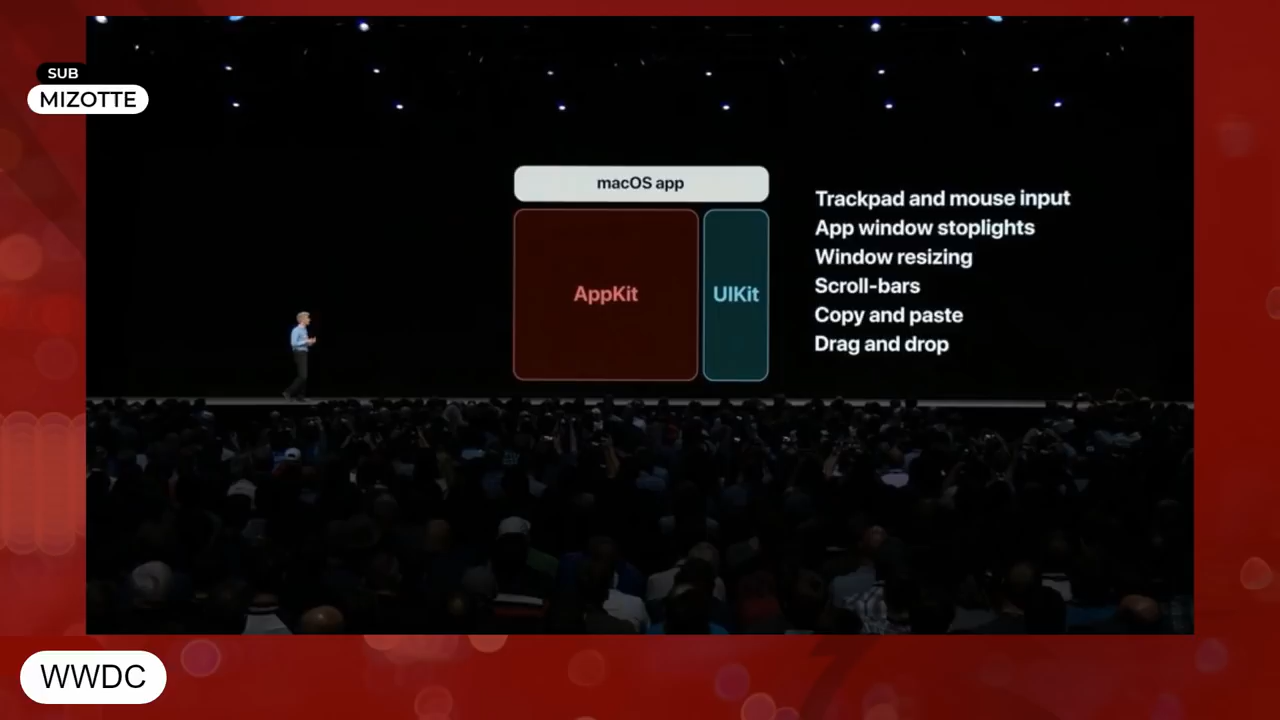 SUB
MIZOTTE
macOS app
AppKit
UIKit
Trackpad and mouse input
App window stoplights
Window resizing
Scroll-bars
Copy and paste
Drag and drop
WWDC